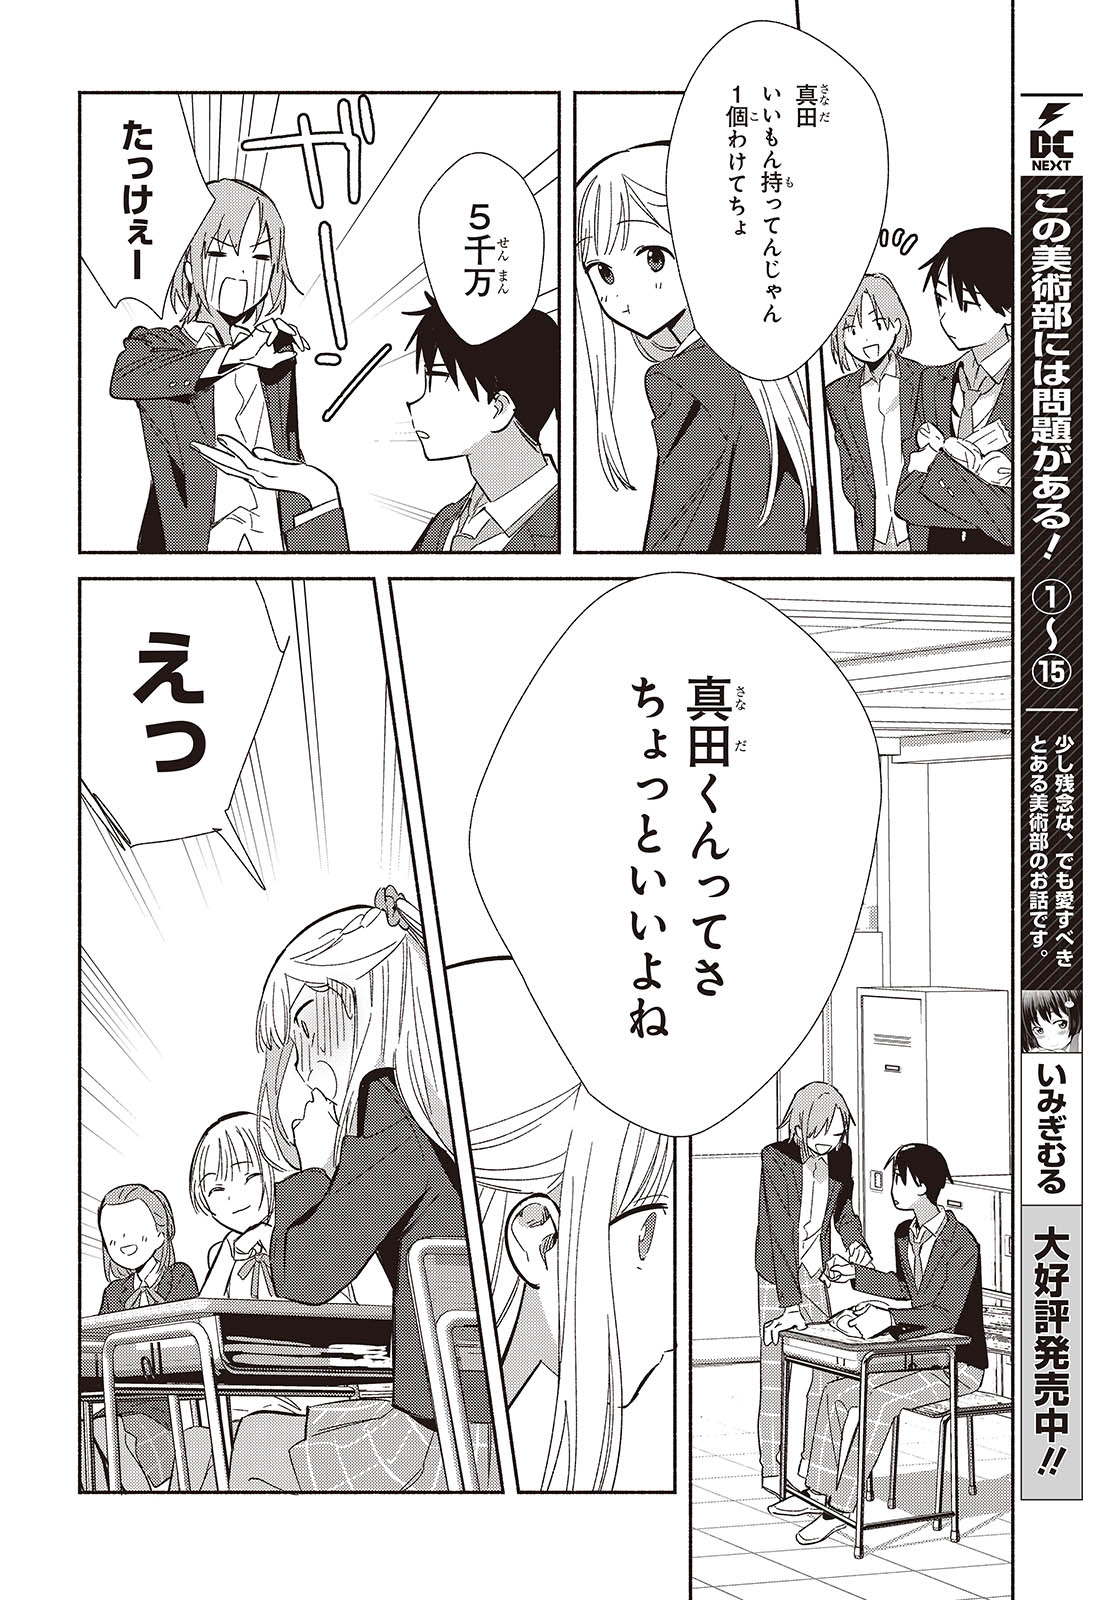 真田
いいもん持ってんじゃん
1個わけてちょ
5千万
ガーン
たっけぇー
真田くんってさ
ちょっといいよね
えっ
DC
NEXT
この美術部には問題がある!
①～⑮
少し残念な、でも愛すべき
とある美術部のお話です。
いみぎむる
大好評発売中!!